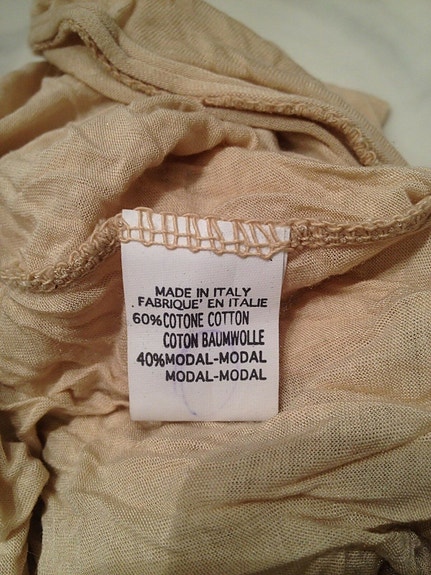 MADE IN ITALY
. FABRIQUE' EN ITALIE
60%COTONE COTTON
COTON BAUMWOLLE
40%MODAL-MODAL
MODAL-MODAL